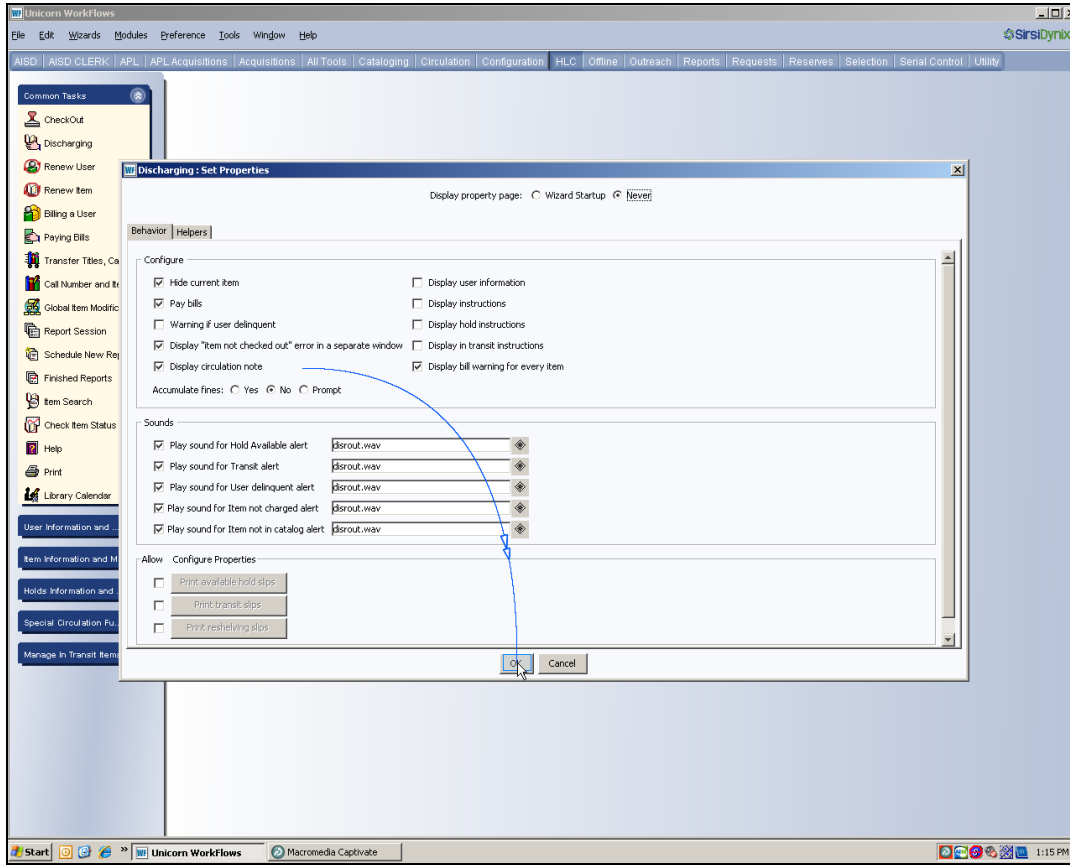 Unicorn WorkFlows
File Edit Wizards Modules Preference Tools Window Help
SirsiDynix
AISD AISD CLERK APL APL Acquisitions Acquisitions All Tools Cataloging Circulation Configuration HLC Offline Outreach Reports Requests Reserves Selection Serial Control Utility
Common Tasks
CheckOut
Discharging
Renew User
Renew Item
Billing a User
Paying Bills
Transfer Titles, Ca
Call Number and Ite
Global Item Modific
Report Session
Schedule New Rep
Finished Reports
Item Search
Check Item Status
Help
Print
Library Calendar
User Information and ...
Item Information and M
Holds Information and
Special Circulation Fu..
Manage In Transit Items
Discharging : Set Properties
Display property page: Wizard Startup Never
Behavior Helpers
Configure
Hide current item Display user information
Pay bills Display instructions
Warning if user delinquent Display hold instructions
Display "item not checked out" error in a separate window Display in transit instructions
Display circulation note Display bill warning for every item
Accumulate fines: Yes No Prompt
Sounds
Play sound for Hold Available alert disrout.wav
Play sound for Transit alert disrout.wav
Play sound for User delinquent alert disrout.wav
Play sound for Item not charged alert disrout.wav
Play sound for Item not in catalog alert disrout.wav
Allow Configure Properties
Print available hold slips
Print transit slips
Print reshelving slips
OK Cancel
Start Unicorn WorkFlows Macromedia Captivate 1:15 PM